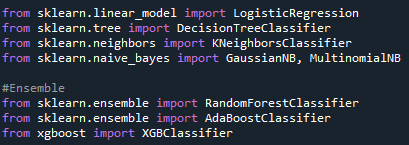 from sklearn.linear_model import LogisticRegression
from sklearn.tree import DecisionTreeClassifier
from sklearn.neighbors import KNeighborsClassifier
from sklearn.naive_bayes import GaussianNB, MultinomialNB
#Ensemble
from sklearn.ensemble import RandomForestClassifier
from sklearn.ensemble import AdaBoostClassifier
from xgboost import XGBClassifier